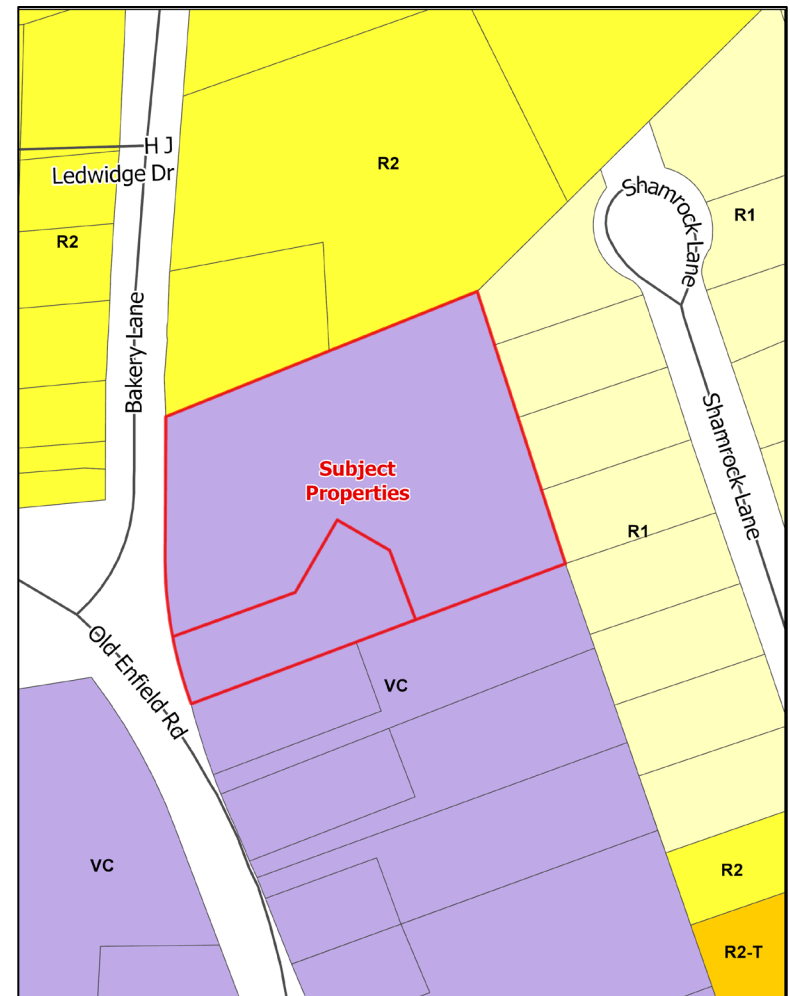 H J
Ledwidge Dr
R2
R2
Shamrock-Lane
R1
Bakery-Lane
Shamrock-Lane
Subject
Properties
R1
Old-Enfield-Rd
VC
VC
R2
R2-T